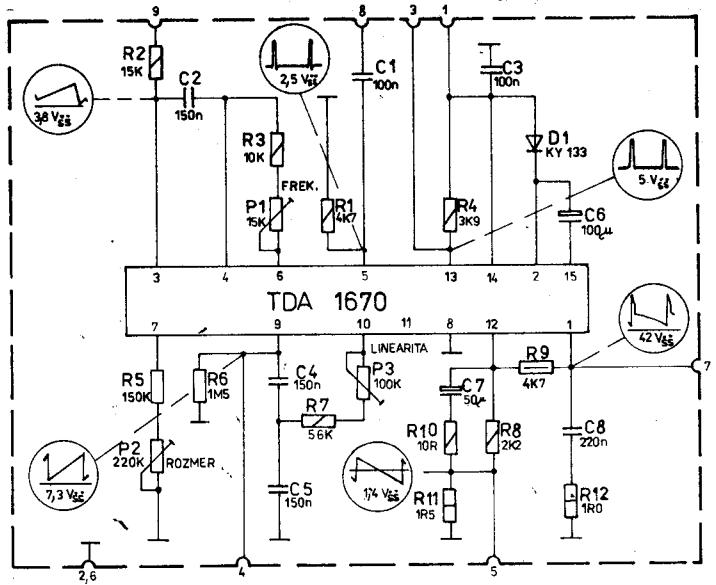 9
8
3
1
R2
15K
C2
150n
2,5 Všš
C1
100n
C3
100n
3,8 Všš
R3
10K
D1
KY 133
FREK.
P1
15K
R1
4K7
R4
3K9
5 Všš
C6
100µ
3
4
6
5
13
14
2
15
TDA 1670
7
9
10
11
8
12
1
LINEARITA
42 Všš
R5
150K
R6
1M5
C4
150n
P3
100K
C7
50µ
R9
4K7
7
R7
56K
P2
220K
ROZMER
R10
10R
R8
2K2
C8
220n
7,3 Všš
C5
150n
1,4 Všš
R11
1R5
R12
1R0
2,6
4
5